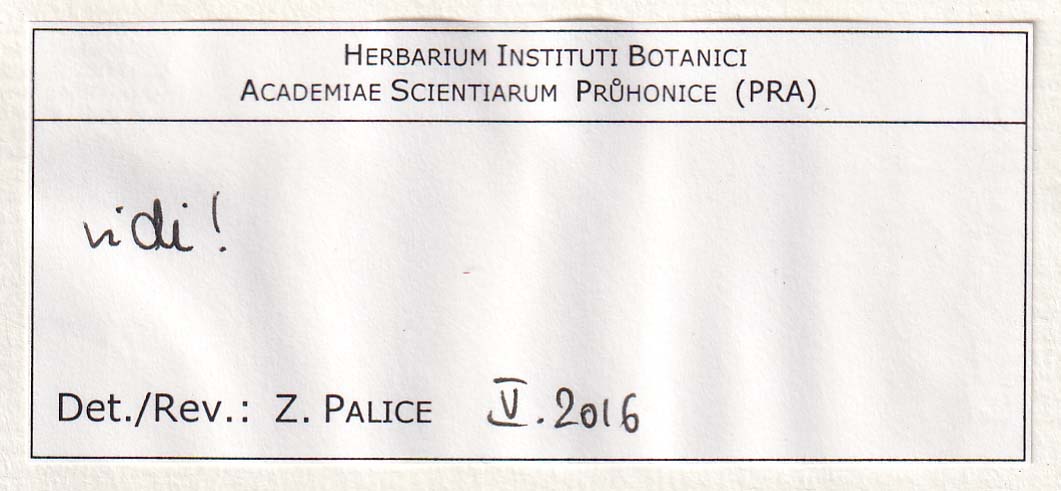 HERBARIUM INSTITUTI BOTANICI
ACADEMIAE SCIENTIARUM PRŮHONICE (PRA)
vidi!
Det./Rev.: Z. PALICE V. 2016